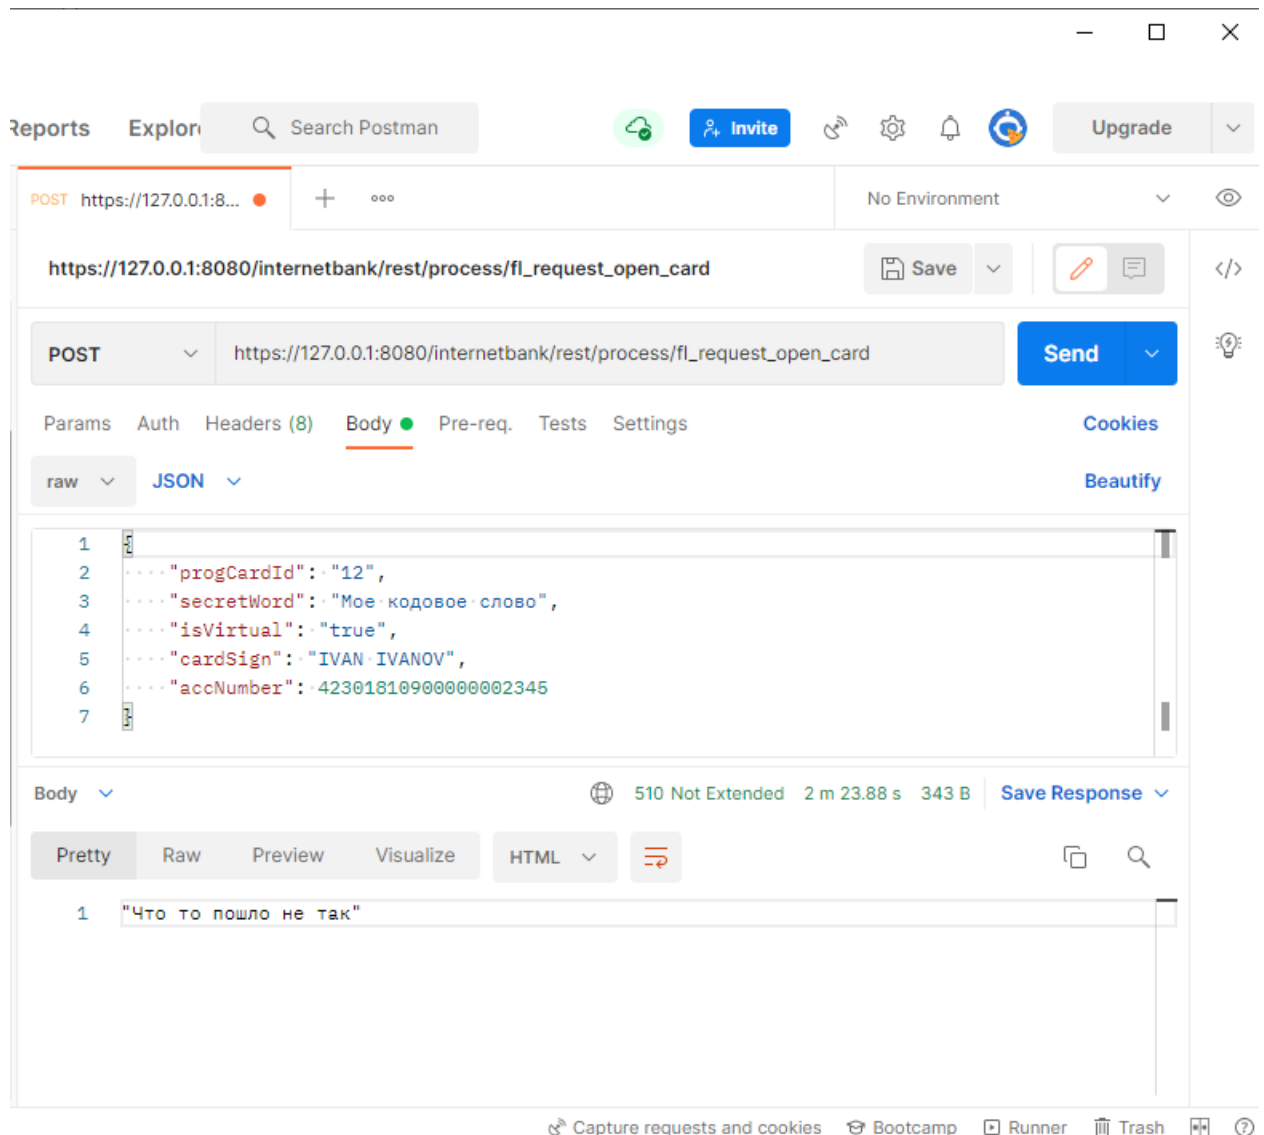 Reports Explor Search Postman Invite Upgrade
POST https://127.0.0.1:8... No Environment
https://127.0.0.1:8080/internetbank/rest/process/fl_request_open_card Save
POST https://127.0.0.1:8080/internetbank/rest/process/fl_request_open_card Send
Params Auth Headers (8) Body Pre-req. Tests Settings Cookies
raw JSON Beautify
1 {
2 "progCardId": "12",
3 "secretWord": "Мое кодовое слово",
4 "isVirtual": "true",
5 "cardSign": "IVAN IVANOV",
6 "accNumber": 42301810900000002345
7 }
Body 510 Not Extended 2 m 23.88 s 343 B Save Response
Pretty Raw Preview Visualize HTML
1 "Что то пошло не так"
Capture requests and cookies Bootcamp Runner Trash